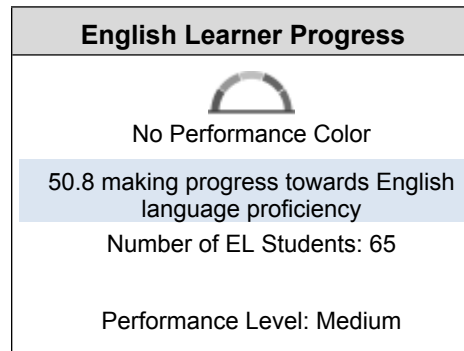 English Learner Progress
No Performance Color
50.8 making progress towards English
language proficiency
Number of EL Students: 65
Performance Level: Medium